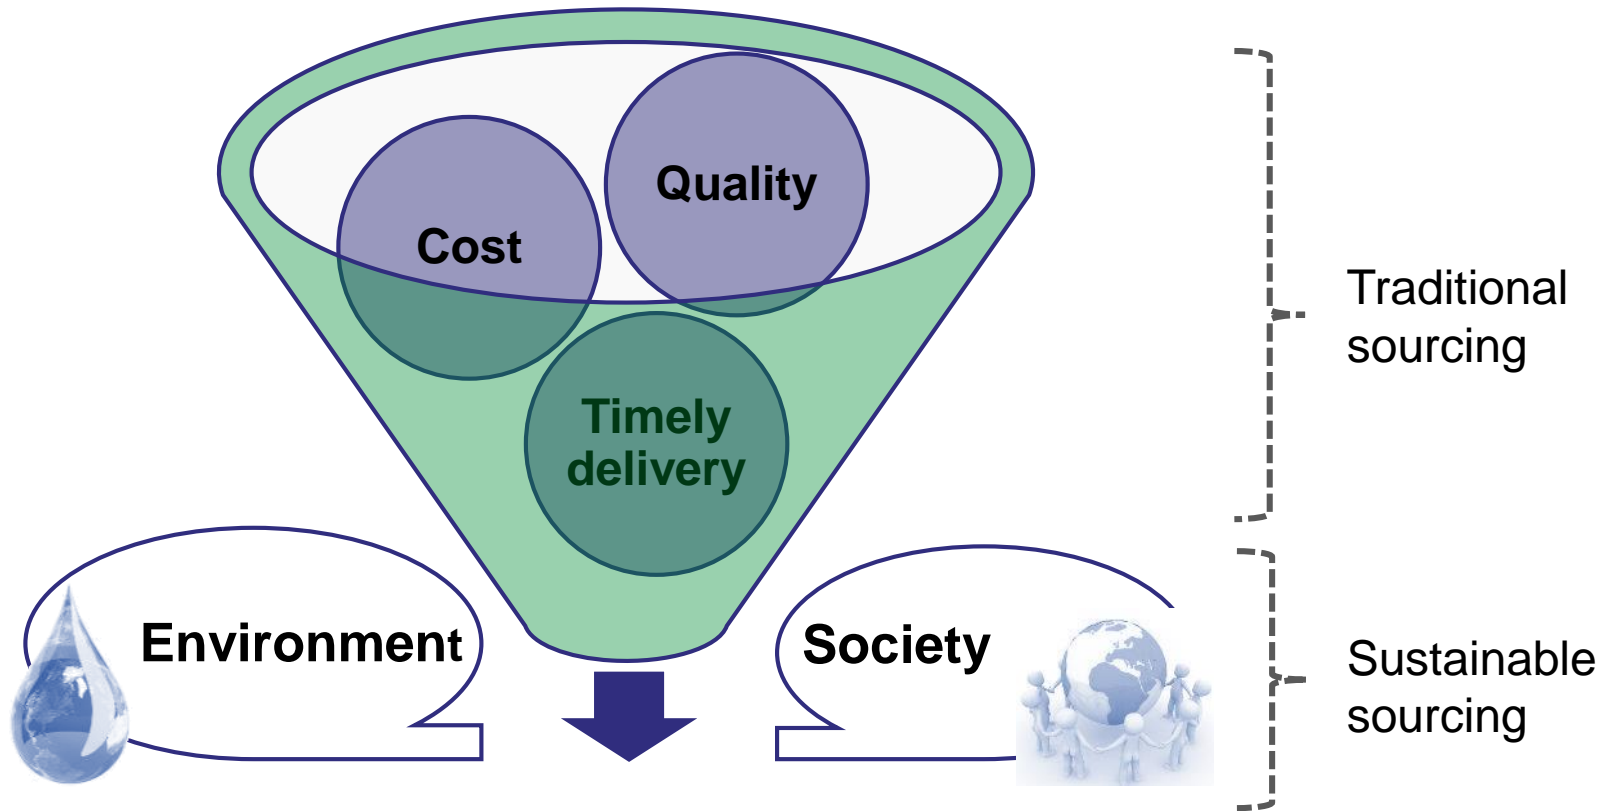 Quality
Cost
Timely
delivery
Traditional
sourcing
Environment
Society
Sustainable
sourcing